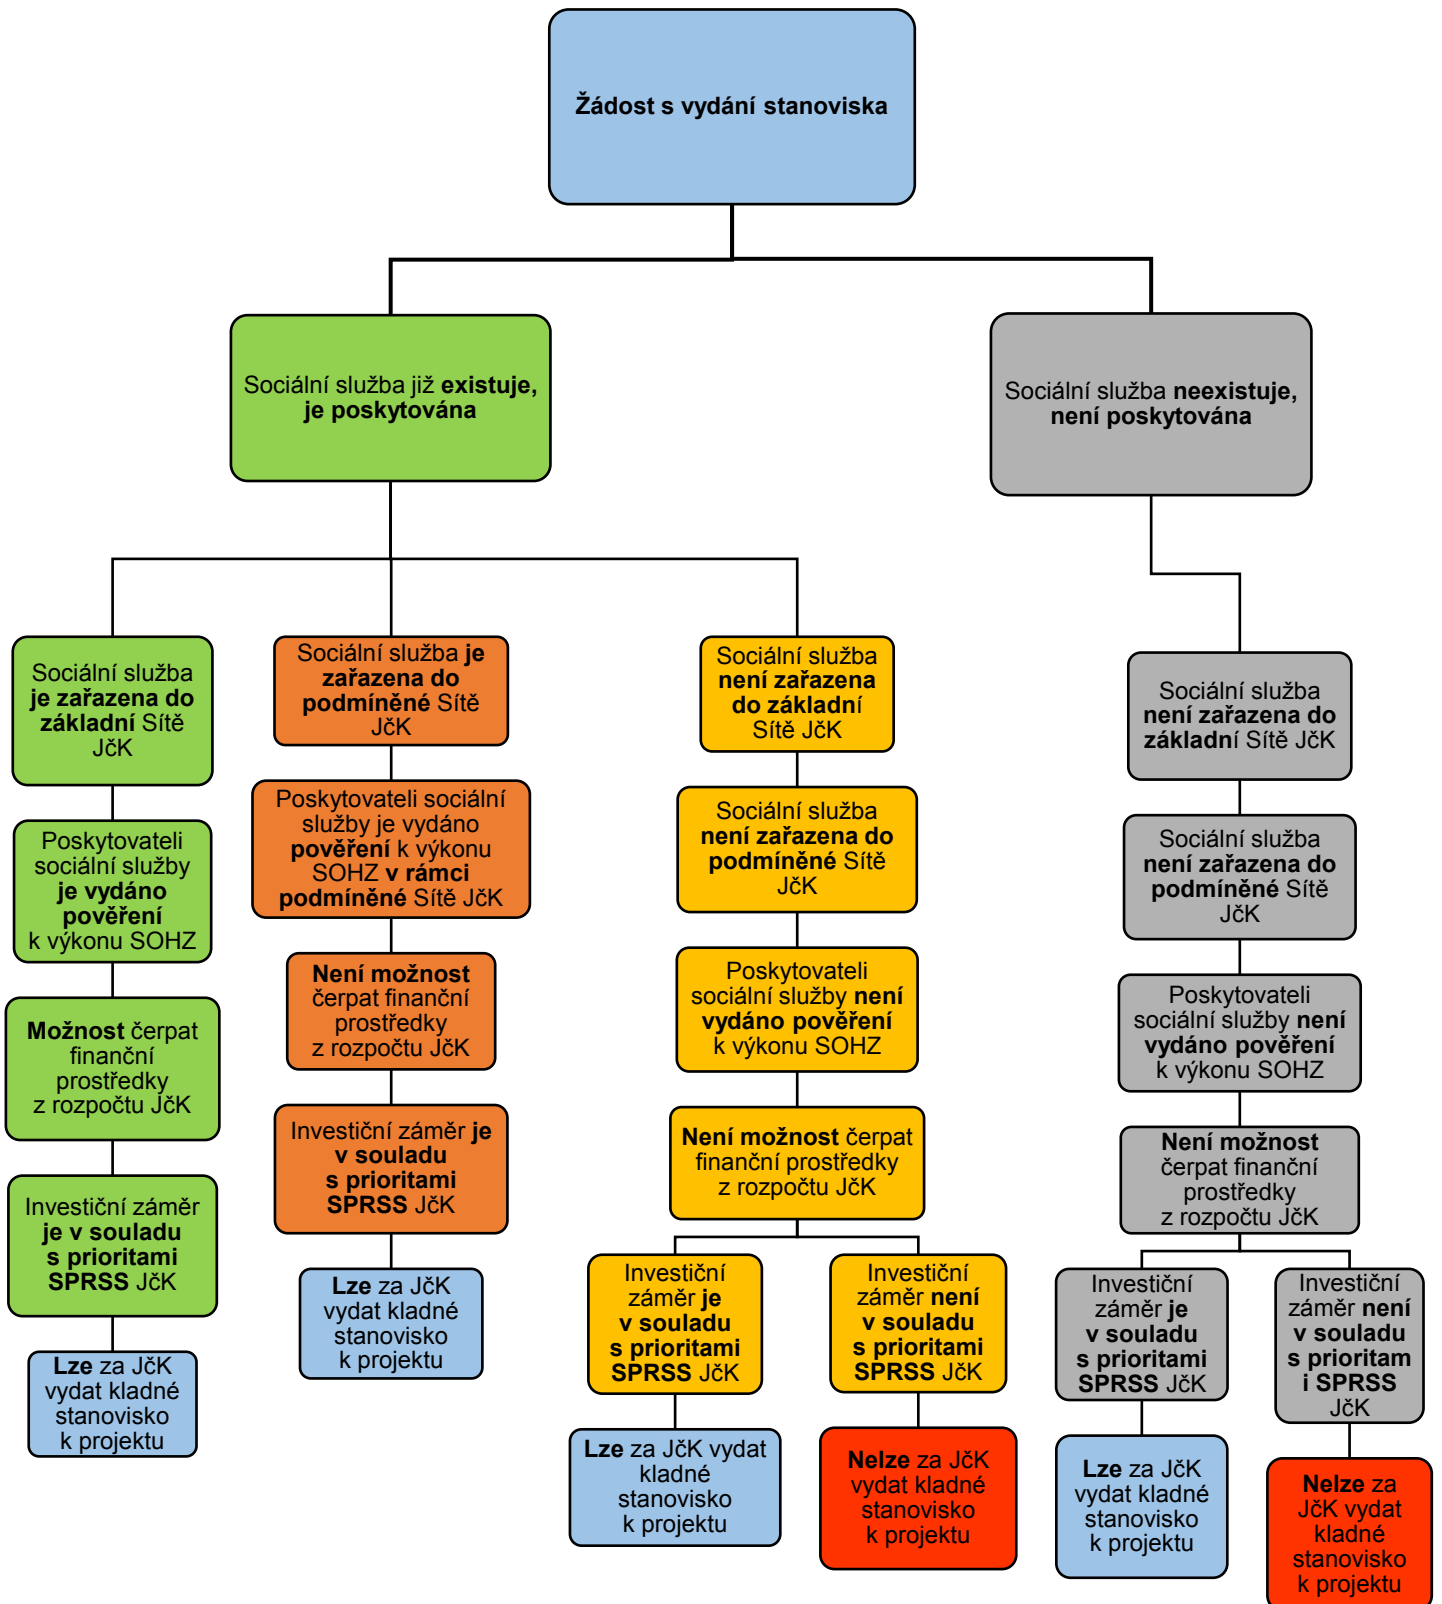 Žádost s vydání stanoviska
Sociální služba již existuje,
je poskytována
Sociální služba neexistuje,
není poskytována
Sociální služba
je zařazena do
základní Sítě
JčK
Poskytovateli
sociální služby
je vydáno
pověření
k výkonu SOHZ
Možnost čerpat
finanční
prostředky
z rozpočtu JčK
Investiční záměr
je v souladu
s prioritami
SPRSS JčK
Lze za JčK
vydat kladné
stanovisko
k projektu
Sociální služba je
zařazena do
podmíněné Sítě
JčK
Poskytovateli sociální
služby je vydáno
pověření k výkonu
SOHZ v rámci
podmíněné Sítě JčK
Není možnost
čerpat finanční
prostředky
z rozpočtu JčK
Investiční záměr je
v souladu
s prioritami
SPRSS JčK
Lze za JčK
vydat kladné
stanovisko
k projektu
Sociální služba
není zařazena
do základní
Sítě JčK
Sociální služba
není zařazena do
podmíněné Sítě
JčK
Poskytovateli
sociální služby není
vydáno pověření
k výkonu SOHZ
Není možnost čerpat
finanční prostředky
z rozpočtu JčK
Investiční
záměr je
v souladu
s prioritami
SPRSS JčK
Lze za JčK vydat
kladné
stanovisko
k projektu
Investiční
záměr není
v souladu
s prioritami
SPRSS JčK
Nelze za JčK
vydat kladné
stanovisko
k projektu
Sociální služba
není zařazena do
základní Sítě JčK
Sociální služba
není zařazena do
podmíněné Sítě
JčK
Poskytovateli
sociální služby není
vydáno pověření
k výkonu SOHZ
Není možnost
čerpat finanční
prostředky
z rozpočtu JčK
Investiční
záměr je
v souladu
s prioritami
SPRSS JčK
Lze za JčK
vydat kladné
stanovisko
k projektu
Investiční
záměr není
v souladu
s prioritam
i SPRSS
JčK
Nelze za
JčK vydat
kladné
stanovisko
k projektu